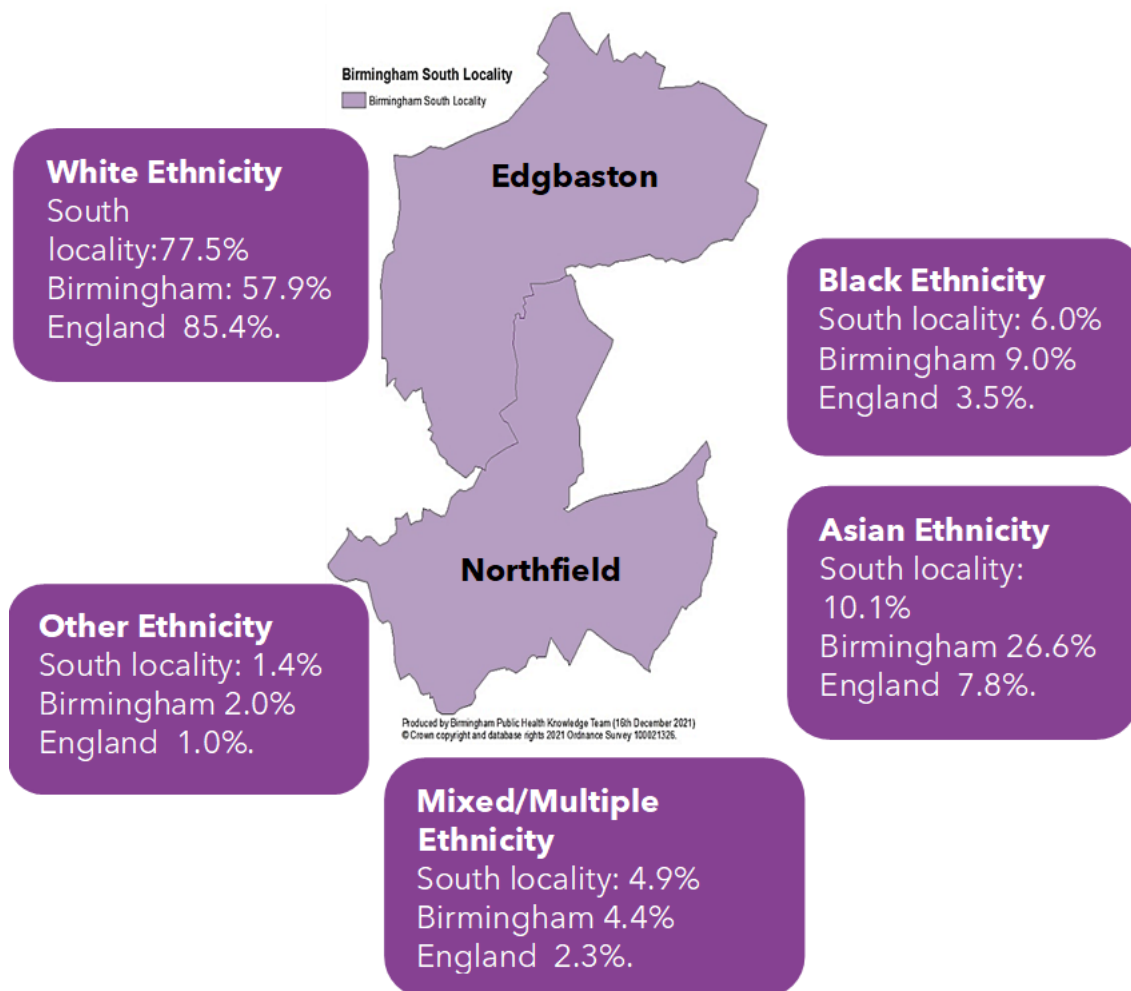 Birmingham South Locality
Birmingham South Locality
Edgbaston
White Ethnicity
South
locality:77.5%
Birmingham: 57.9%
England 85.4%.
Black Ethnicity
South locality: 6.0%
Birmingham 9.0%
England 3.5%.
Asian Ethnicity
South locality:
10.1%
Birmingham 26.6%
England 7.8%.
Northfield
Other Ethnicity
South locality: 1.4%
Birmingham 2.0%
England 1.0%.
Produced by Birmingham Public Health Knowledge Team (16th December 2021)
© Crown copyright and database rights 2021 Ordnance Survey 100021326.
Mixed/Multiple
Ethnicity
South locality: 4.9%
Birmingham 4.4%
England 2.3%.